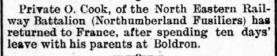 Private O. Cook, of the North Eastern Rail-
way Battalion (Northumberland Fusiliers) has
returned to France, after spending ten days'
leave with his parents at Boldron.